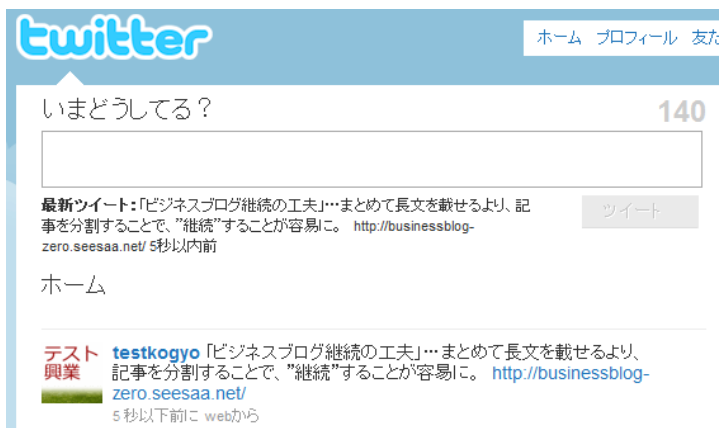 twitter
ホーム プロフィール 友た
いまどうしてる？
140
最新ツイート：「ビジネスブログ継続の工夫」…まとめて長文を載せるより、記
事を分割することで、”継続”することが容易に。 http://businessblog-
zero.seesaa.net/ 5秒以内前
ツイート
ホーム
テスト
興業
testkogyo 「ビジネスブログ継続の工夫」…まとめて長文を載せるより、
記事を分割することで、”継続”することが容易に。 http://businessblog-
zero.seesaa.net/
5秒以下前に webから